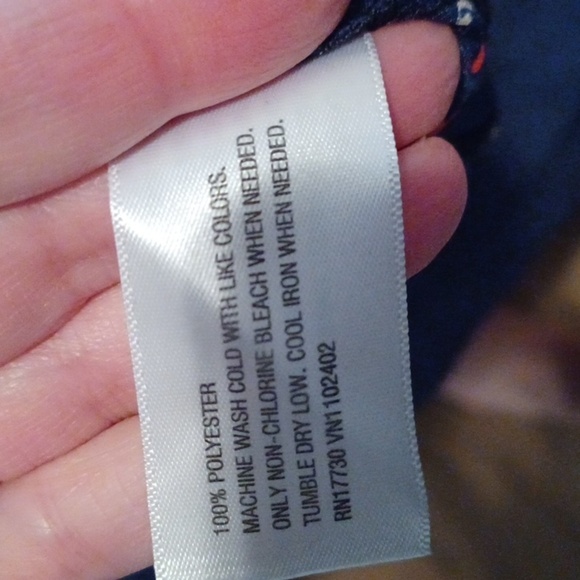 100% POLYESTER
MACHINE WASH COLD WITH LIKE COLORS.
ONLY NON-CHLORINE BLEACH WHEN NEEDED.
TUMBLE DRY LOW. COOL IRON WHEN NEEDED.
RN17730 VN1102402